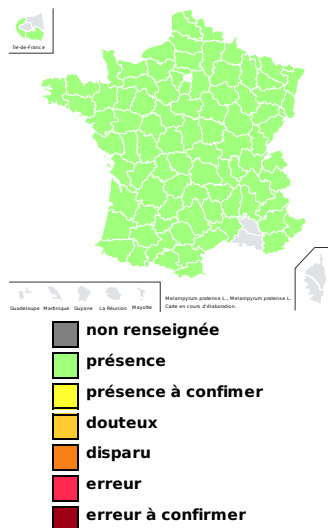 Île-de-France
Guadeloupe Martinique Guyane La Réunion Mayotte
Melampyrum pratense L., Melampyrum pratense L.
Carte en cours d'élaboration.
non renseignée
présence
présence à confimer
douteux
disparu
erreur
erreur à confirmer